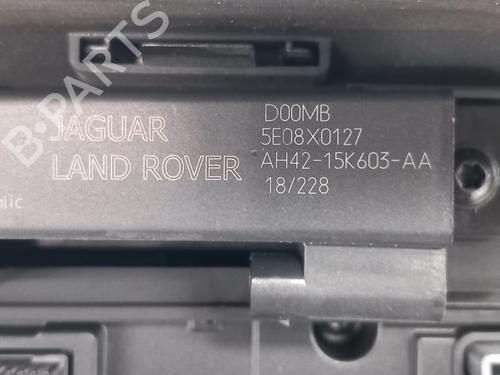 B-PARTS
JAGUAR
LAND ROVER
D00MB
5E08X0127
AH42-15K603-AA
18/228